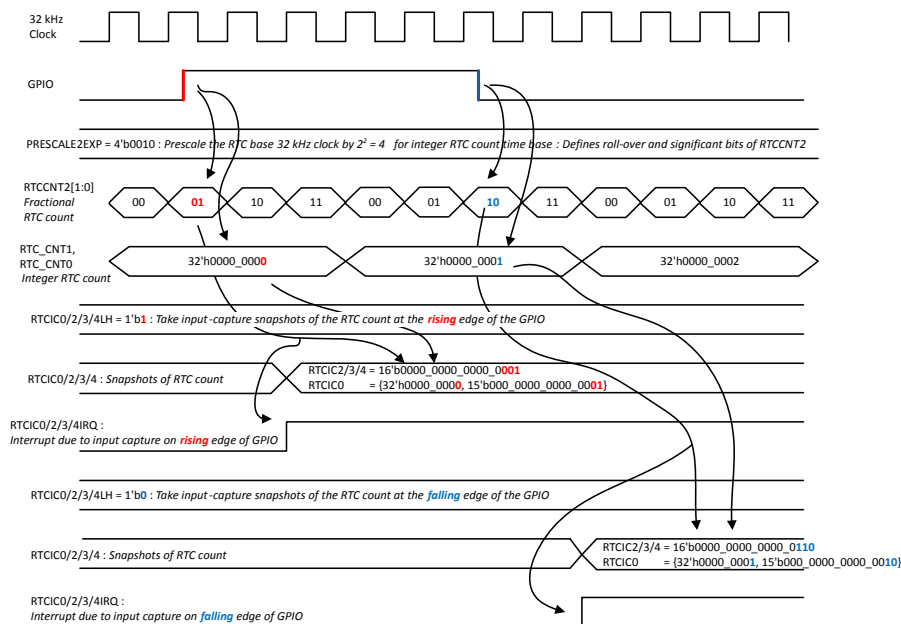 32 kHz
Clock
GPIO
PRESCALE2EXP = 4'b0010 : Prescale the RTC base 32 kHz clock by 2² = 4 for integer RTC count time base : Defines roll-over and significant bits of RTCCNT2
RTCCNT2[1:0]
Fractional
RTC count
00 01 10 11 00 01 10 11 00 01 10 11
RTC_CNT1,
RTC_CNT0
Integer RTC count
32'h0000_0000 32'h0000_0001 32'h0000_0002
RTCIC0/2/3/4LH = 1'b1 : Take input-capture snapshots of the RTC count at the rising edge of the GPIO
RTCIC0/2/3/4 : Snapshots of RTC count
RTCIC2/3/4 = 16'b0000_0000_0000_0001
RTCIC0 = {32'h0000_0000, 15'b000_0000_0000_0001}
RTCIC0/2/3/4IRQ :
Interrupt due to input capture on rising edge of GPIO
RTCIC0/2/3/4LH = 1'b0 : Take input-capture snapshots of the RTC count at the falling edge of the GPIO
RTCIC0/2/3/4 : Snapshots of RTC count
RTCIC2/3/4 = 16'b0000_0000_0000_0110
RTCIC0 = {32'h0000_0001, 15'b000_0000_0000_0010}
RTCIC0/2/3/4IRQ :
Interrupt due to input capture on falling edge of GPIO